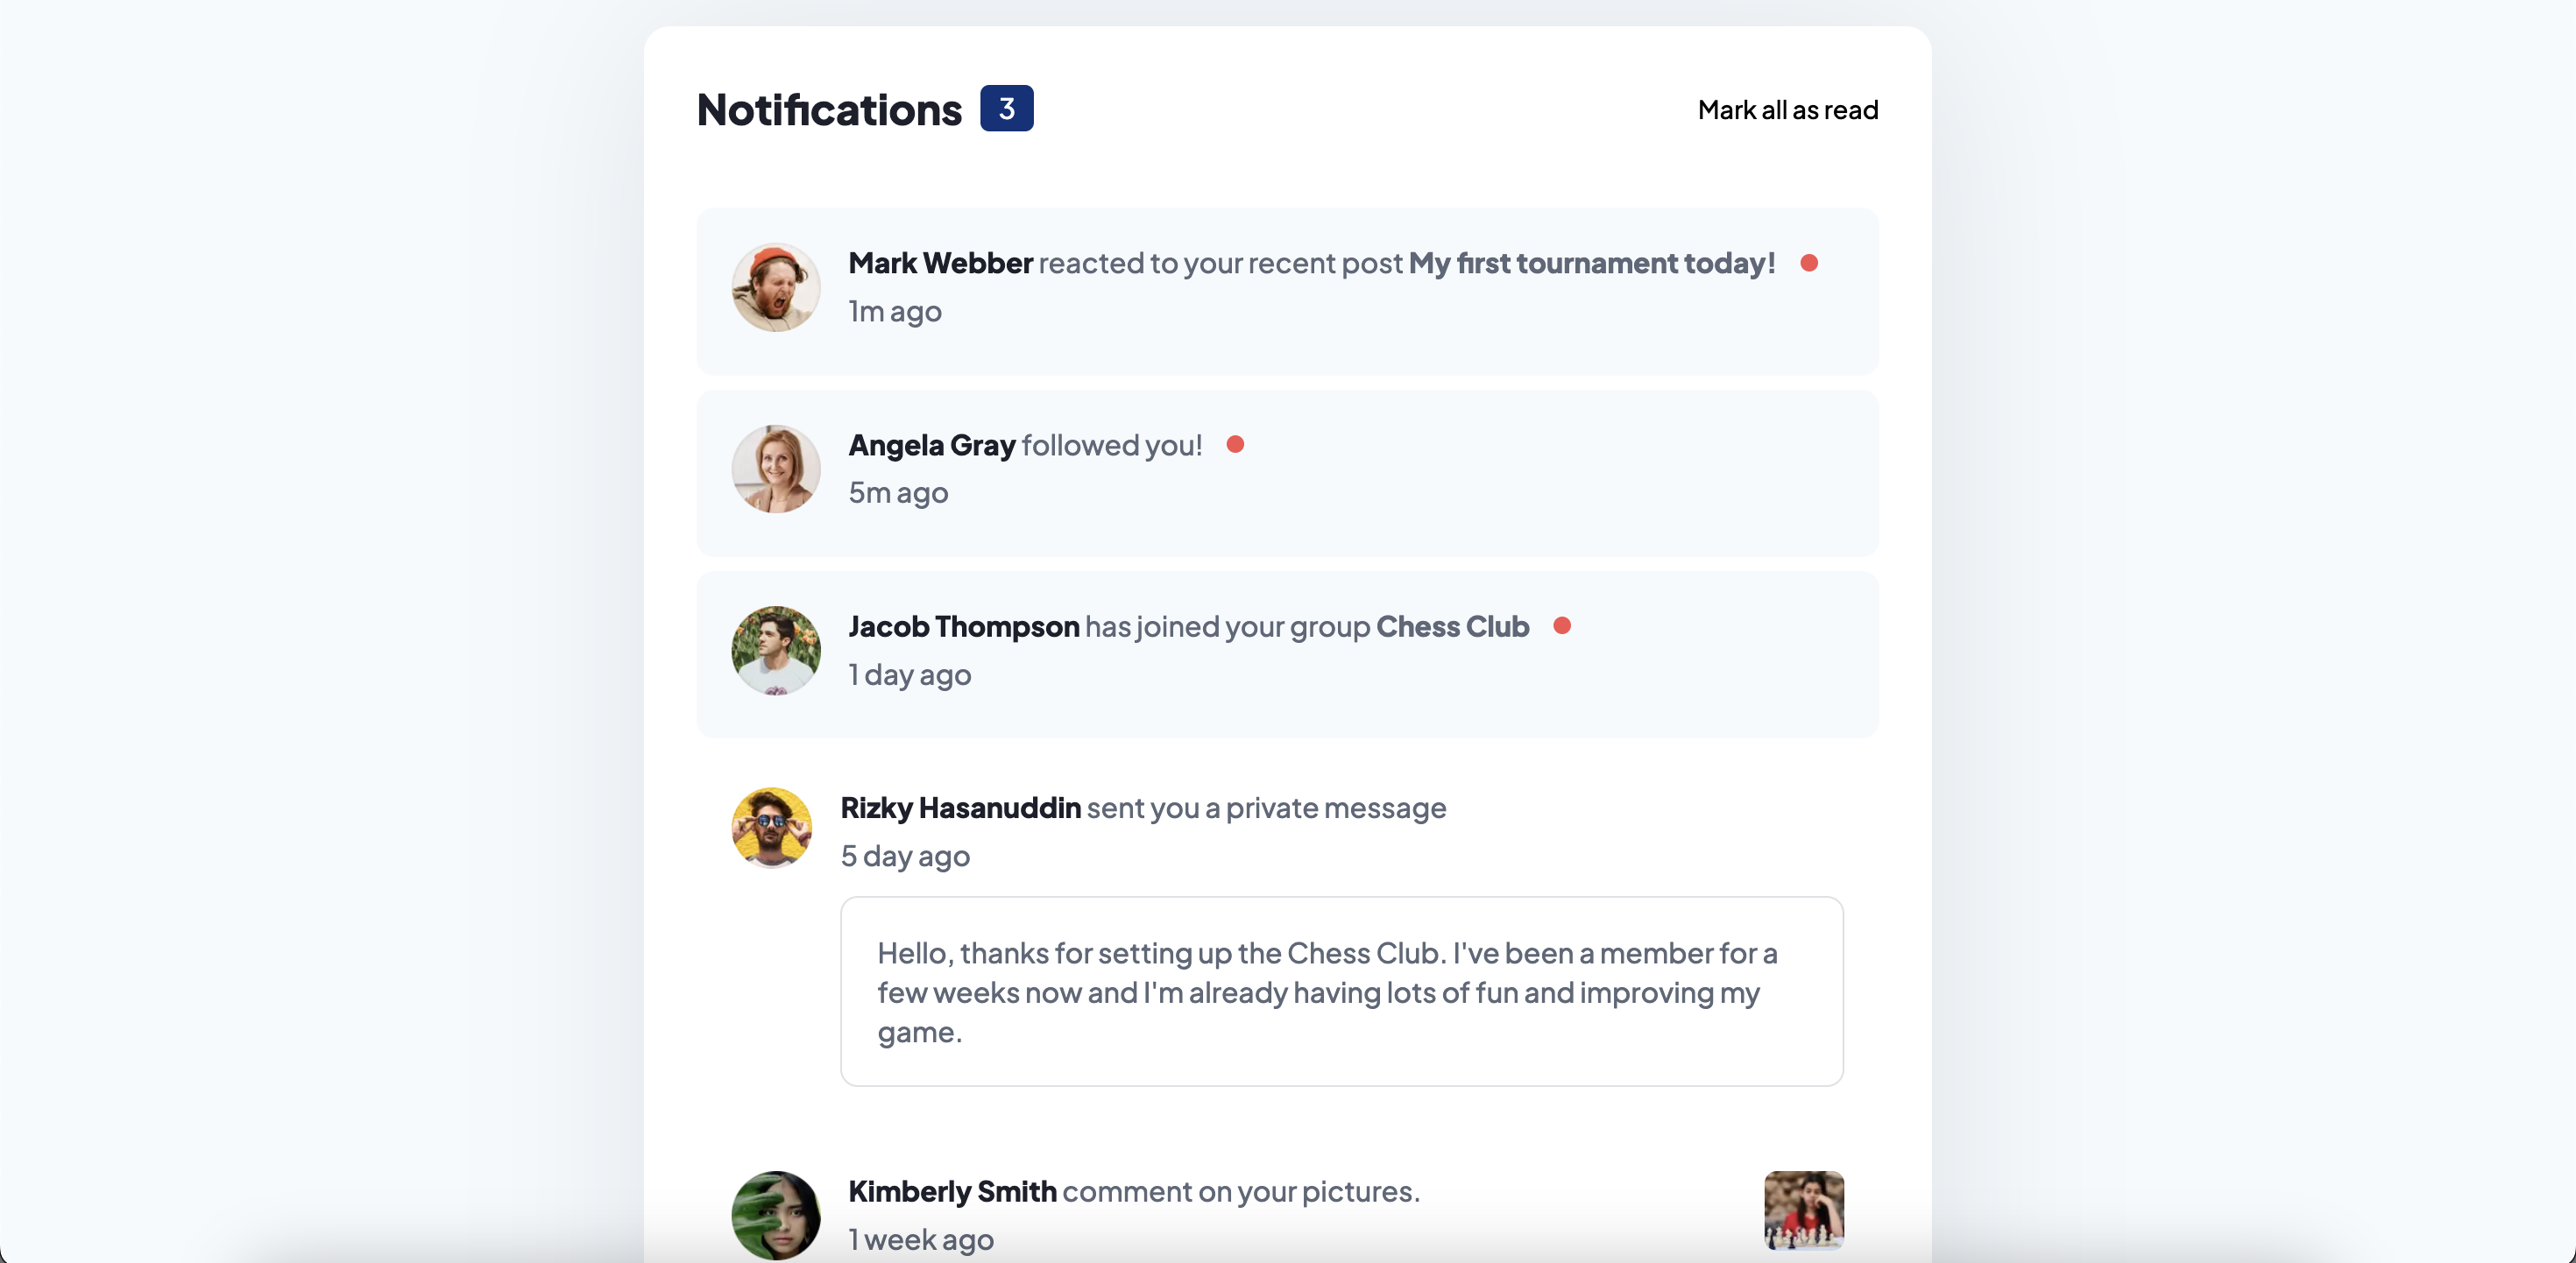 Notifications 3
Mark all as read
Mark Webber reacted to your recent post My first tournament today!
1m ago
Angela Gray followed you!
5m ago
Jacob Thompson has joined your group Chess Club
1 day ago
Rizky Hasanuddin sent you a private message
5 day ago
Hello, thanks for setting up the Chess Club. I've been a member for a
few weeks now and I'm already having lots of fun and improving my
game.
Kimberly Smith comment on your pictures.
1 week ago